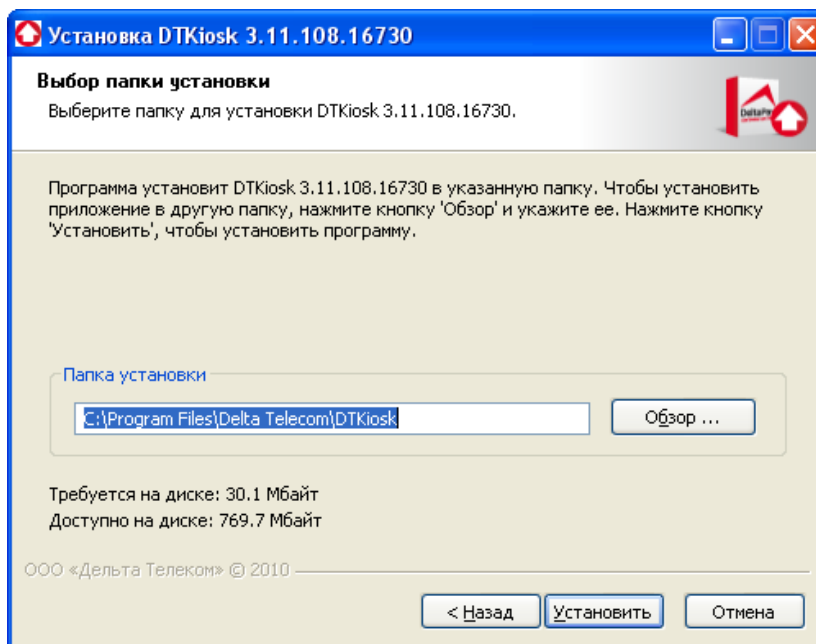 Установка DTKiosk 3.11.108.16730
Выбор папки установки
Выберите папку для установки DTKiosk 3.11.108.16730.
Программа установит DTKiosk 3.11.108.16730 в указанную папку. Чтобы установить
приложение в другую папку, нажмите кнопку 'Обзор' и укажите ее. Нажмите кнопку
'Установить', чтобы установить программу.
Папка установки
C:\Program Files\Delta Telecom\DTKiosk
Обзор ...
Требуется на диске: 30.1 Мбайт
Доступно на диске: 769.7 Мбайт
ООО «Дельта Телеком» © 2010
< Назад
Установить
Отмена